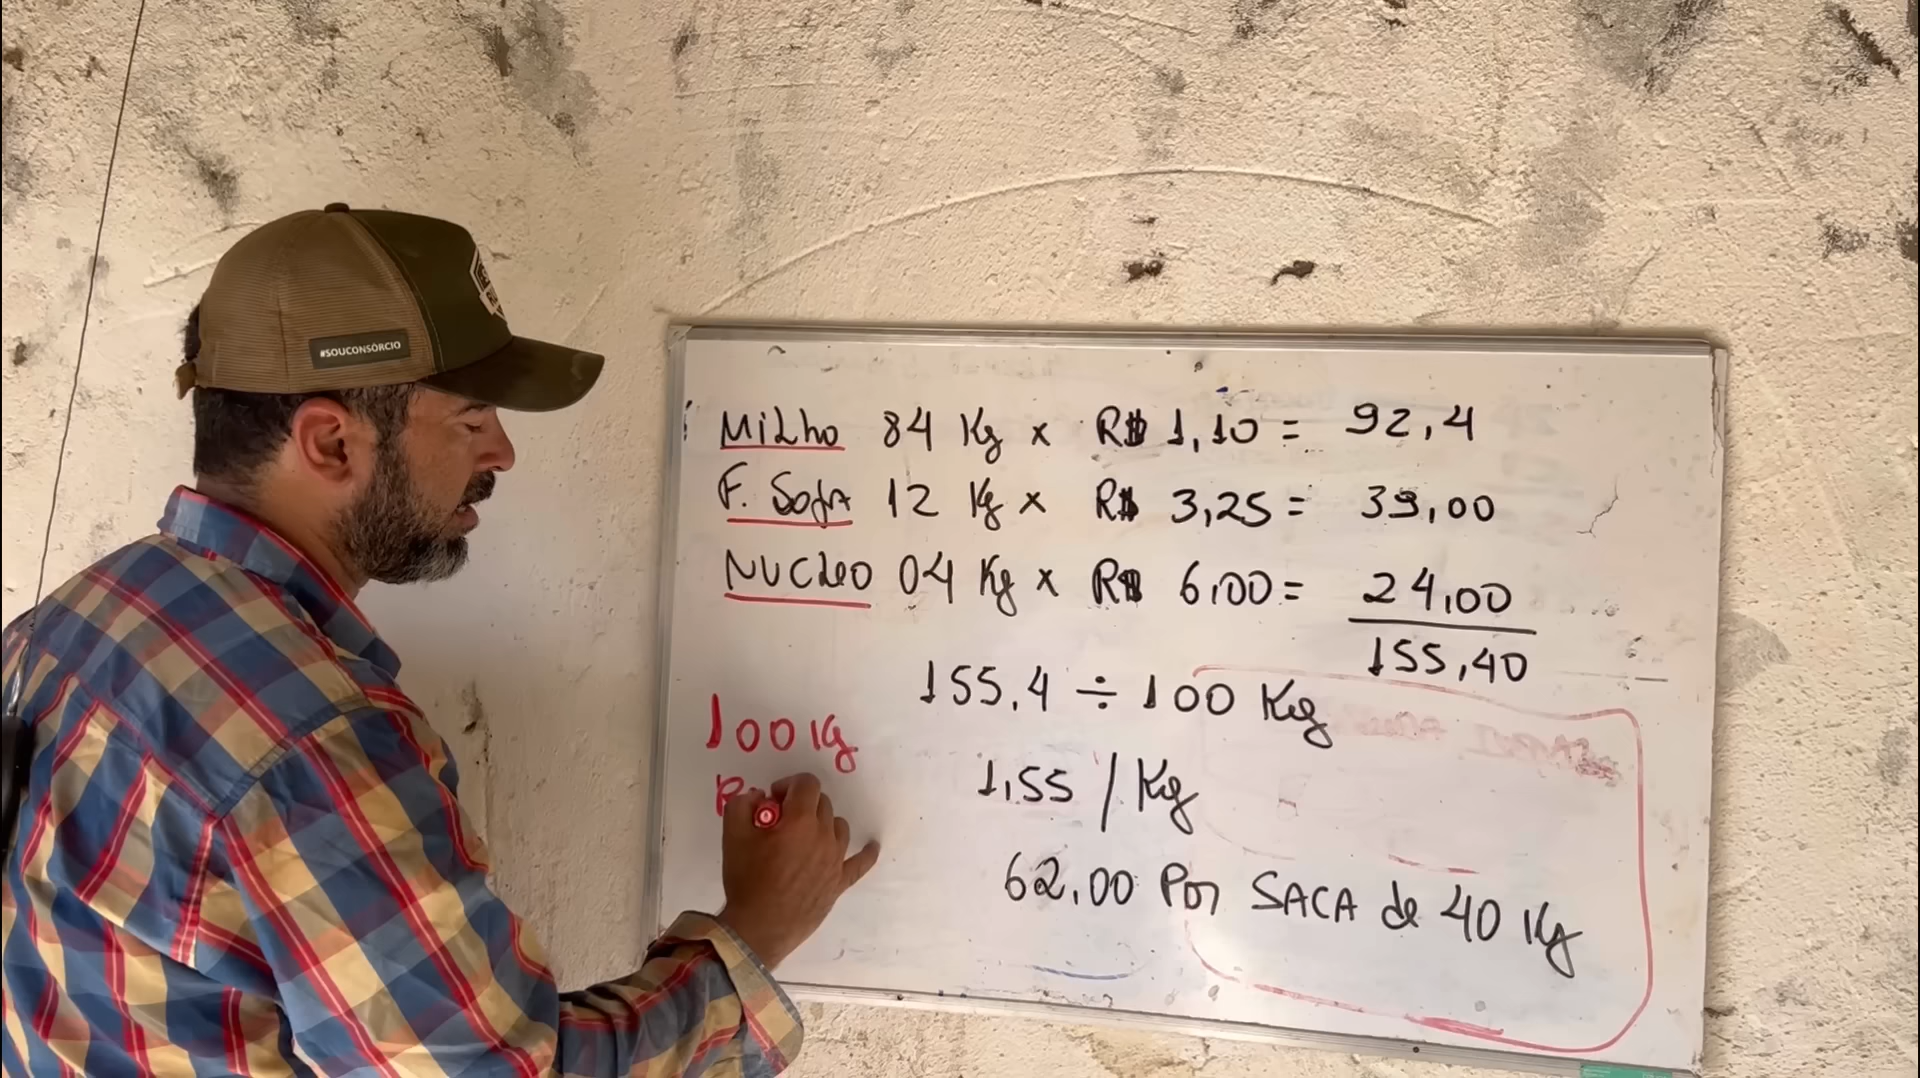 #SOUCONSÓRCIO
Milho 84 Kg x R$ 1,10 = 92,4
F. Soja 12 Kg x R$ 3,25 = 39,00
NUCleo 04 Kg x R$ 6,00 = 24,00
155,40
155,4 ÷ 100 Kg
100 Kg
1,55 / Kg
62,00 Por SACA de 40 Kg